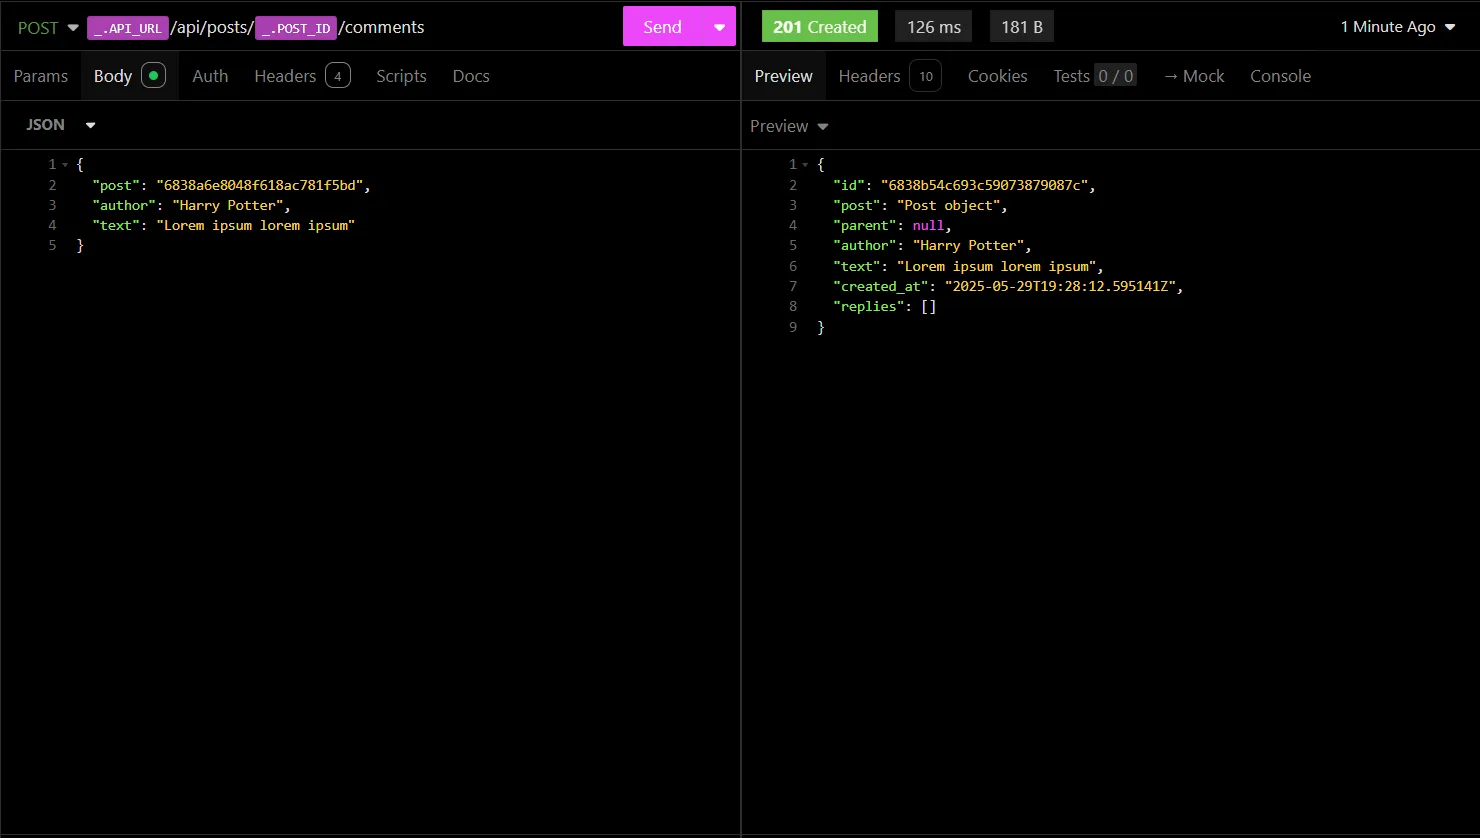 POST _.API_URL/api/posts/_.POST_ID/comments Send
201 Created 126 ms 181 B 1 Minute Ago
Params Body Auth Headers 4 Scripts Docs
Preview Headers 10 Cookies Tests 0 / 0 → Mock Console
JSON
Preview
1 {
2 "post": "6838a6e8048f618ac781f5bd",
3 "author": "Harry Potter",
4 "text": "Lorem ipsum lorem ipsum"
5 }
1 {
2 "id": "6838b54c693c59073879087c",
3 "post": "Post object",
4 "parent": null,
5 "author": "Harry Potter",
6 "text": "Lorem ipsum lorem ipsum",
7 "created_at": "2025-05-29T19:28:12.595141Z",
8 "replies": []
9 }